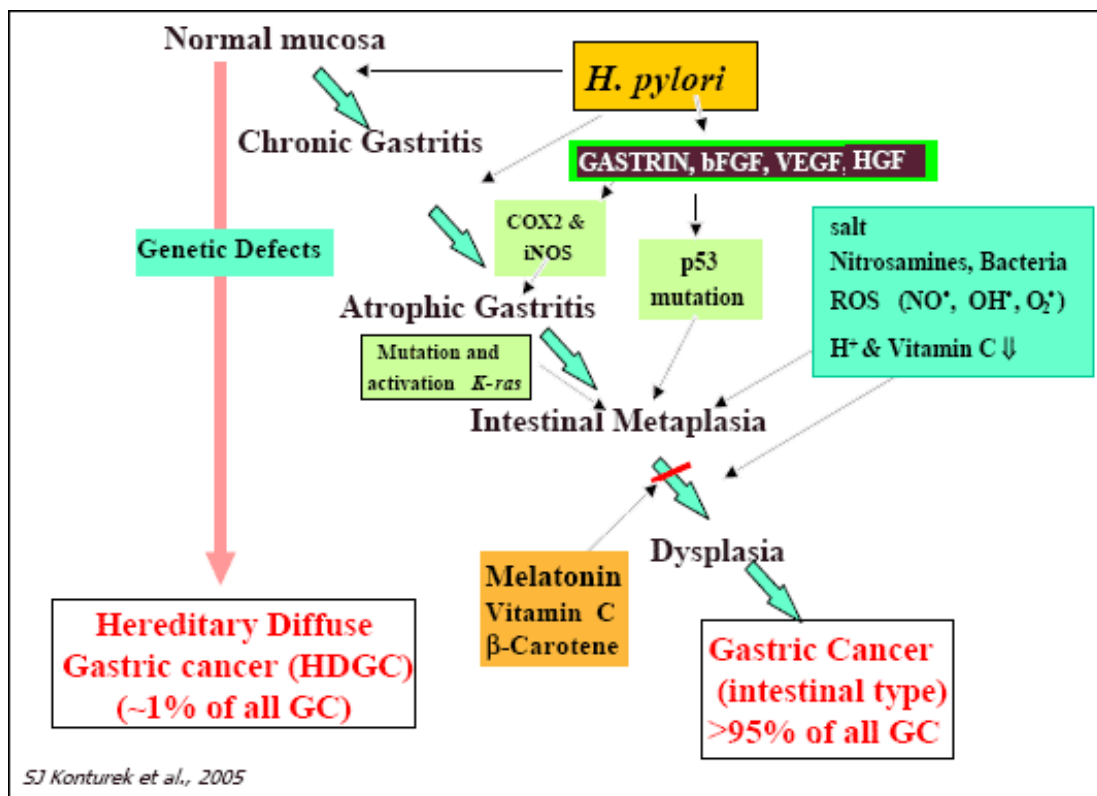 Normal mucosa
H. pylori
Chronic Gastritis
GASTRIN, bFGF, VEGF, HGF
COX2 &
iNOS
Genetic Defects
p53
mutation
salt
Nitrosamines, Bacteria
ROS (NO•, OH•, O₂•)
H⁺ & Vitamin C ⇓
Atrophic Gastritis
Mutation and
activation K-ras
Intestinal Metaplasia
Dysplasia
Melatonin
Vitamin C
β-Carotene
Hereditary Diffuse
Gastric cancer (HDGC)
(~1% of all GC)
Gastric Cancer
(intestinal type)
>95% of all GC
SJ Konturek et al., 2005